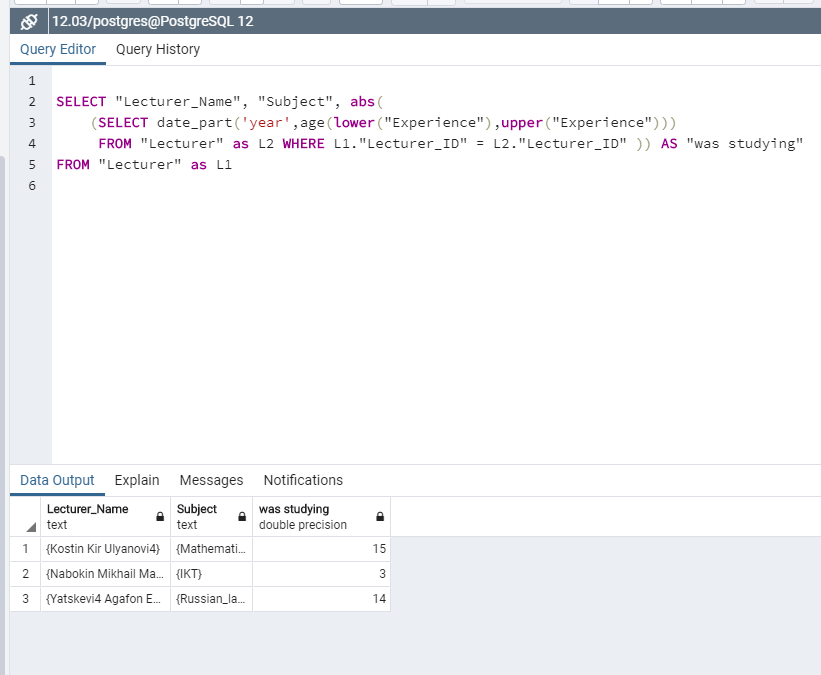 12.03/postgres@PostgreSQL 12
Query Editor Query History
1
2 SELECT "Lecturer_Name", "Subject", abs(
3 (SELECT date_part('year',age(lower("Experience"),upper("Experience")))
4 FROM "Lecturer" as L2 WHERE L1."Lecturer_ID" = L2."Lecturer_ID" )) AS "was studying"
5 FROM "Lecturer" as L1
6
Data Output Explain Messages Notifications
Lecturer_Name Subject was studying
text text double precision
1 {Kostin Kir Ulyanovi4} {Mathemati... 15
2 {Nabokin Mikhail Ma... {IKT} 3
3 {Yatskevi4 Agafon E... {Russian_la... 14